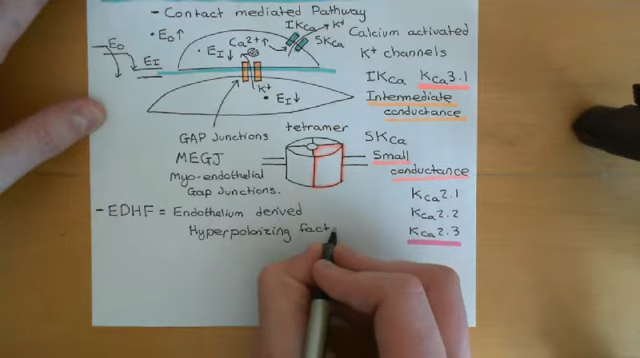 - Contact mediated Pathway
IKCa K+
• E0↑ Ca2+↑ SKCa Calcium activated
E0 • EI↓ K+ channels
EI
K+ IKCa KCa3.1
• EI↓ Intermediate
conductance
GAP Junctions tetramer SKCa
MEGJ Small
Myo-endothelial conductance
Gap Junctions. KCa2.1
- EDHF = Endothelium derived KCa2.2
Hyperpolarizing fact KCa2.3